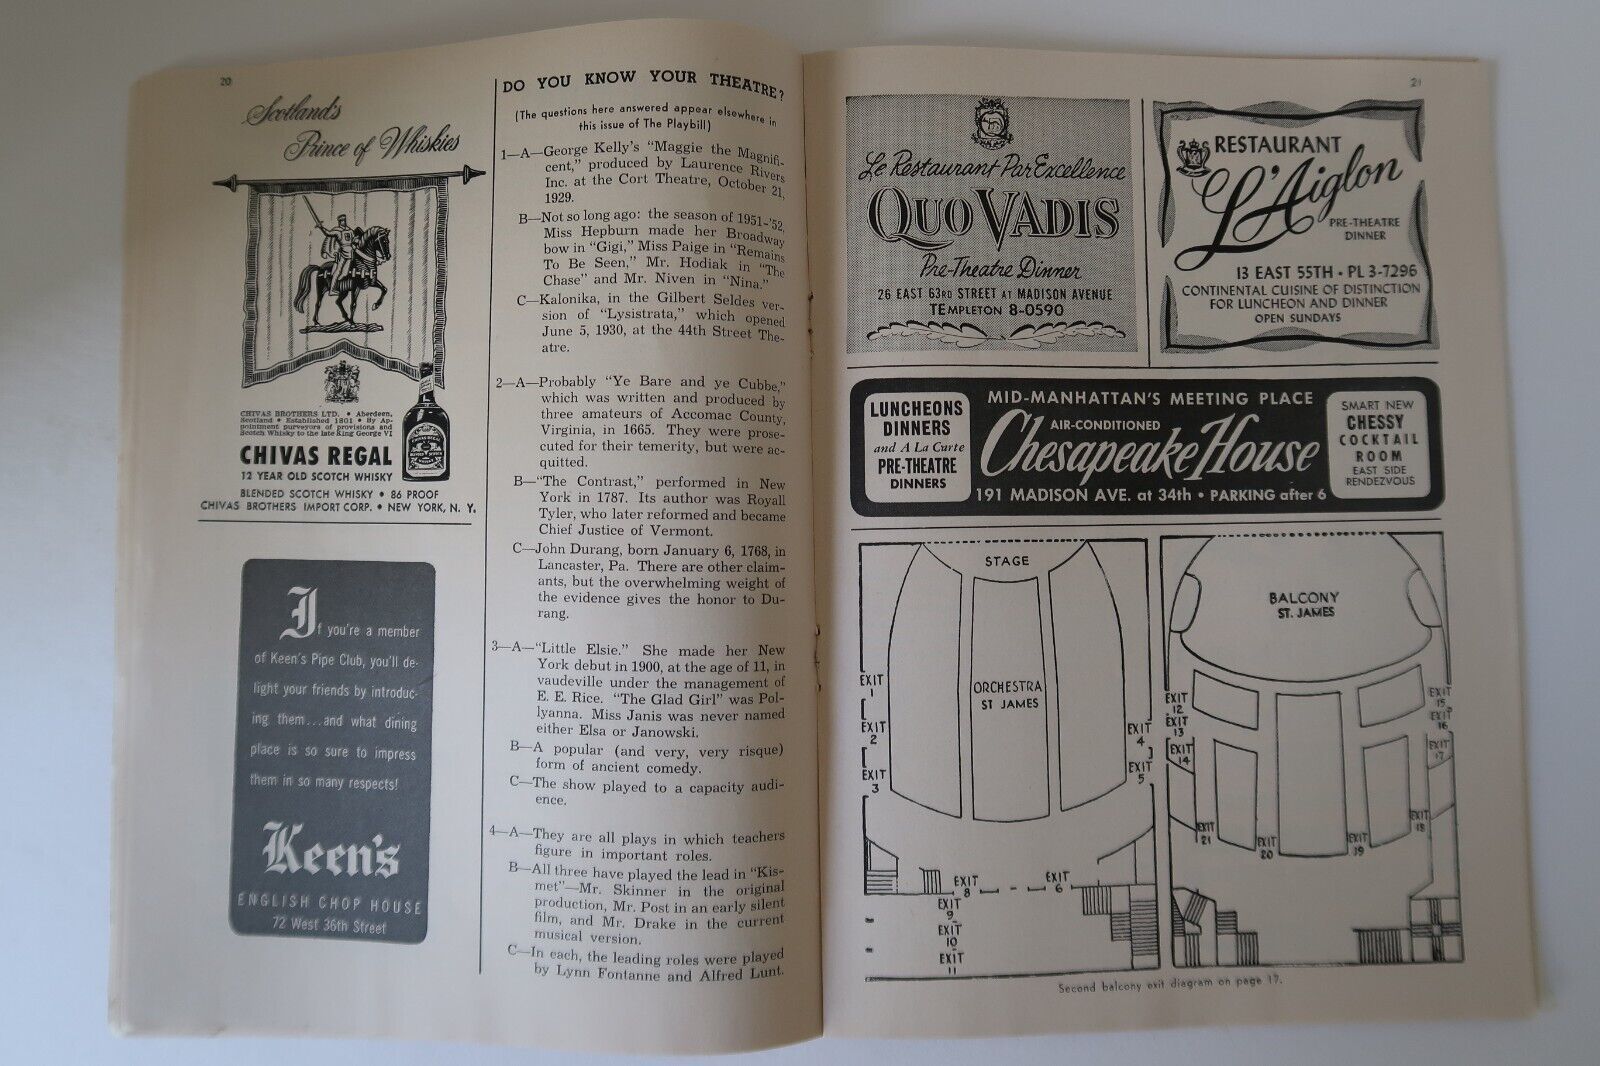 20
Scotland's
Prince of Whiskies
CHIVAS BROTHERS LTD. • Aberdeen,
Scotland • Established 1801 • By Ap-
pointment purveyors of provisions and
Scotch Whisky to the late King George VI
CHIVAS REGAL
12 YEAR OLD SCOTCH WHISKY
BLENDED SCOTCH WHISKY • 86 PROOF
CHIVAS BROTHERS IMPORT CORP. • NEW YORK, N. Y.
CHIVAS REGAL
If you're a member
of Keen's Pipe Club, you'll de-
light your friends by introduc-
ing them...and what dining
place is so sure to impress
them in so many respects!
Keen's
ENGLISH CHOP HOUSE
72 West 36th Street
DO YOU KNOW YOUR THEATRE?
(The questions here answered appear elsewhere in
this issue of The Playbill)
1—A—George Kelly's "Maggie the Magnifi-
cent," produced by Laurence Rivers
Inc. at the Cort Theatre, October 21,
1929.
B—Not so long ago: the season of 1951-'52,
Miss Hepburn made her Broadway
bow in "Gigi," Miss Paige in "Remains
To Be Seen," Mr. Hodiak in "The
Chase" and Mr. Niven in "Nina."
C—Kalonika, in the Gilbert Seldes ver-
sion of "Lysistrata," which opened
June 5, 1930, at the 44th Street The-
atre.
2—A—Probably "Ye Bare and ye Cubbe,"
which was written and produced by
three amateurs of Accomac County,
Virginia, in 1665. They were prose-
cuted for their temerity, but were ac-
quitted.
B—"The Contrast," performed in New
York in 1787. Its author was Royall
Tyler, who later reformed and became
Chief Justice of Vermont.
C—John Durang, born January 6, 1768, in
Lancaster, Pa. There are other claim-
ants, but the overwhelming weight of
the evidence gives the honor to Du-
rang.
3—A—"Little Elsie." She made her New
York debut in 1900, at the age of 11, in
vaudeville under the management of
E. E. Rice. "The Glad Girl" was Pol-
lyanna. Miss Janis was never named
either Elsa or Janowski.
B—A popular (and very, very risque)
form of ancient comedy.
C—The show played to a capacity audi-
ence.
4—A—They are all plays in which teachers
figure in important roles.
B—All three have played the lead in "Kis-
met"—Mr. Skinner in the original
production, Mr. Post in an early silent
film, and Mr. Drake in the current
musical version.
C—In each, the leading roles were played
by Lynn Fontanne and Alfred Lunt.
21
Le Restaurant Par Excellence
QUO VADIS
Pre-Theatre Dinner
26 EAST 63RD STREET AT MADISON AVENUE
TEMPLETON 8-0590
RESTAURANT
L'Aiglon
PRE-THEATRE
DINNER
13 EAST 55TH • PL 3-7296
CONTINENTAL CUISINE OF DISTINCTION
FOR LUNCHEON AND DINNER
OPEN SUNDAYS
LUNCHEONS
DINNERS
and A La Carte
PRE-THEATRE
DINNERS
MID-MANHATTAN'S MEETING PLACE
AIR-CONDITIONED
Chesapeake House
191 MADISON AVE. at 34th • PARKING after 6
SMART NEW
CHESSY
COCKTAIL
ROOM
EAST SIDE
RENDEZVOUS
STAGE
ORCHESTRA
ST JAMES
EXIT
1
EXIT
2
EXIT
3
EXIT
4
EXIT
5
EXIT
8
EXIT
6
EXIT
9
EXIT
10
EXIT
11
BALCONY
ST. JAMES
EXIT
12
EXIT
13
EXIT
14
EXIT
15
EXIT
16
EXIT
17
EXIT
18
EXIT
21
EXIT
20
EXIT
19
Second balcony exit diagram on page 17.